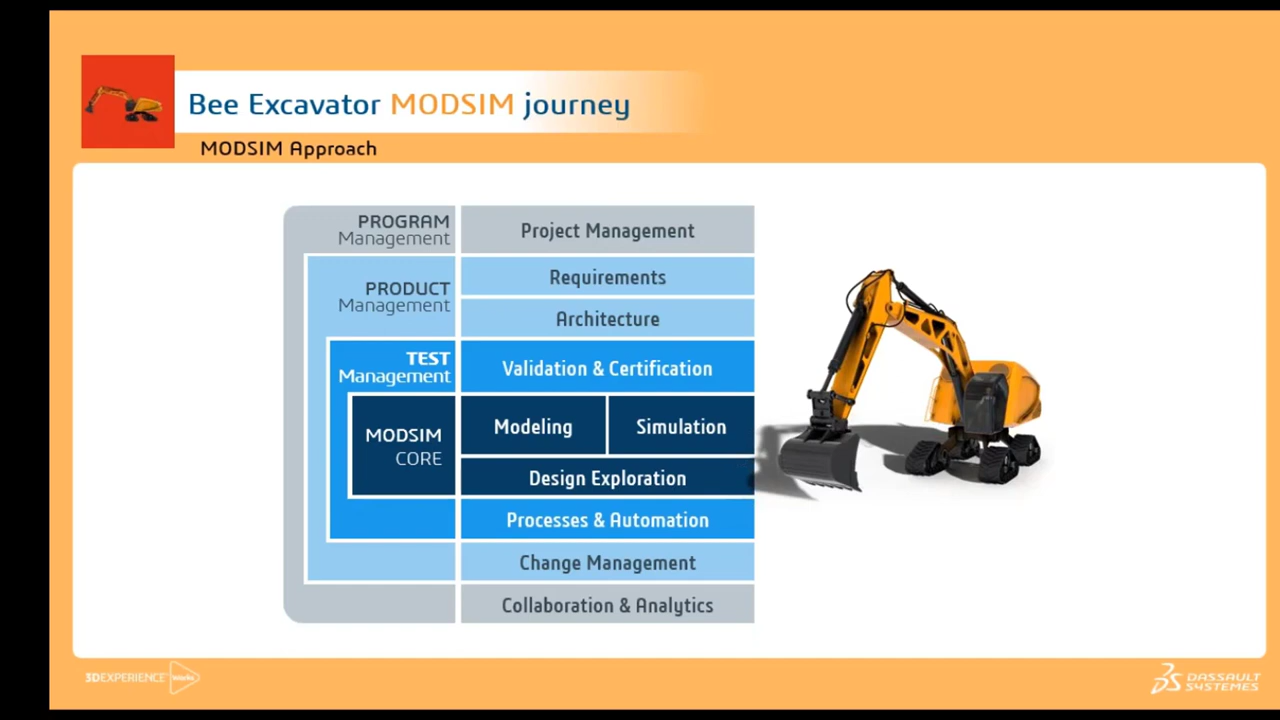 Bee Excavator MODSIM journey
MODSIM Approach
PROGRAM
Management
Project Management
PRODUCT
Management
Requirements
Architecture
TEST
Management
Validation & Certification
MODSIM
CORE
Modeling
Simulation
Design Exploration
Processes & Automation
Change Management
Collaboration & Analytics
3DEXPERIENCE Works
DASSAULT
SYSTEMES